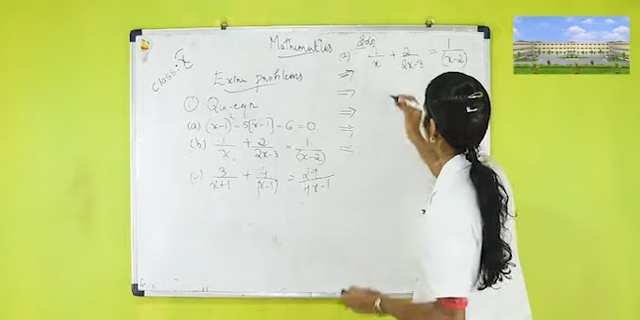 Mathematics
Class: X
Extra problems
① Qu-eqn
(a) (x-1)² - 5(x-1) - 6 = 0
(b) 1/x + 2/2x-3 = 1/(x-2)
(c) 3/x+1 + 4/(x-1) = 29/4x-1
Soln
1/x + 2/2x-3 = 1/(x-2)
⇒
⇒
⇒
⇒